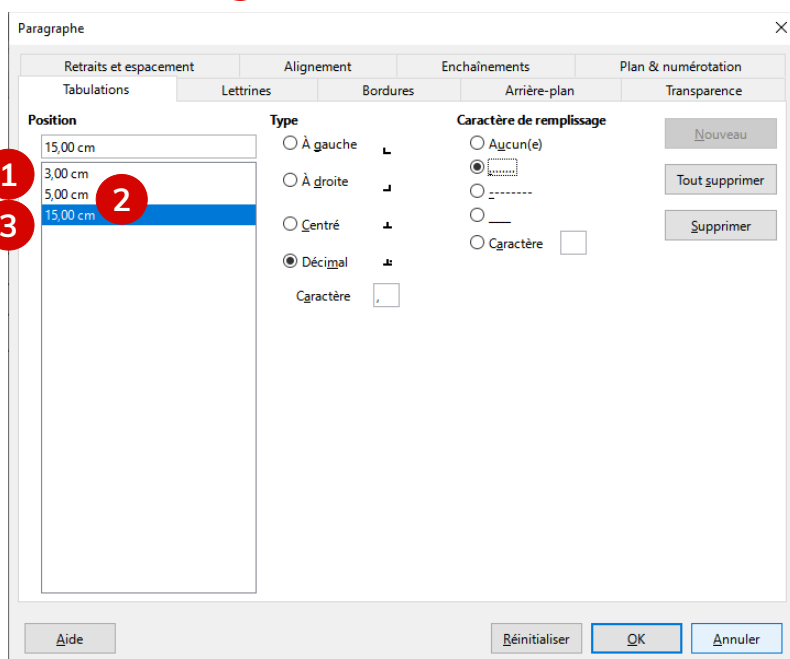 Paragraphe
Retraits et espacement Alignement Enchaînements Plan & numérotation
Tabulations Lettrines Bordures Arrière-plan Transparence
Position Type Caractère de remplissage
15,00 cm À gauche Aucun(e) Nouveau
1 3,00 cm À droite ........ Tout supprimer
5,00 cm 2 --------
3 15,00 cm Centré ___ Supprimer
Caractère
Décimal
Caractère ,
Aide Réinitialiser OK Annuler